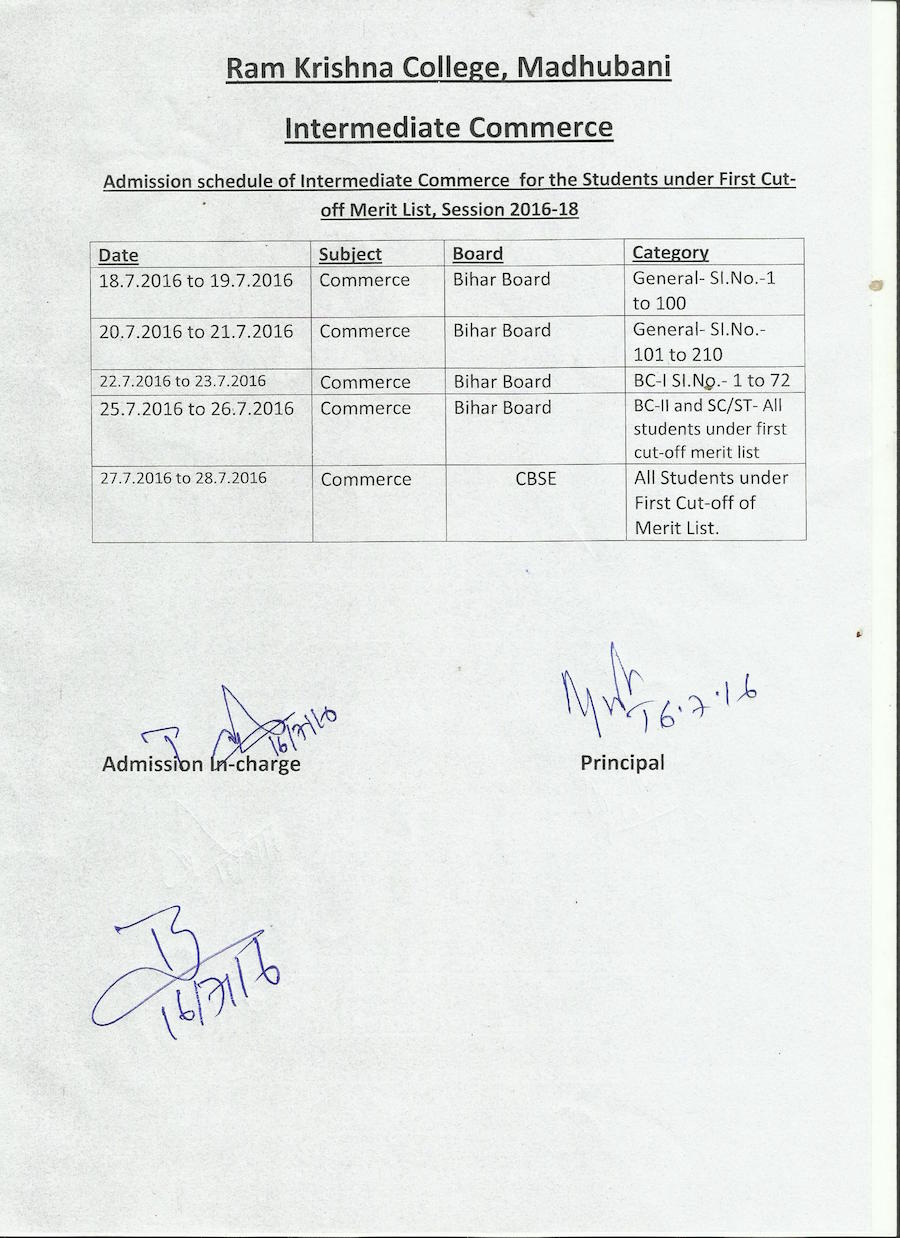 Ram Krishna College, Madhubani
Intermediate Commerce
Admission schedule of Intermediate Commerce for the Students under First Cut-
off Merit List, Session 2016-18
Date Subject Board Category
18.7.2016 to 19.7.2016 Commerce Bihar Board General- SI.No.-1
to 100
20.7.2016 to 21.7.2016 Commerce Bihar Board General- SI.No.-
101 to 210
22.7.2016 to 23.7.2016 Commerce Bihar Board BC-I SI.No.- 1 to 72
25.7.2016 to 26.7.2016 Commerce Bihar Board BC-II and SC/ST- All
students under first
cut-off merit list
27.7.2016 to 28.7.2016 Commerce CBSE All Students under
First Cut-off of
Merit List.
16/7/16
16.7.16
Admission In-charge Principal
16/7/16